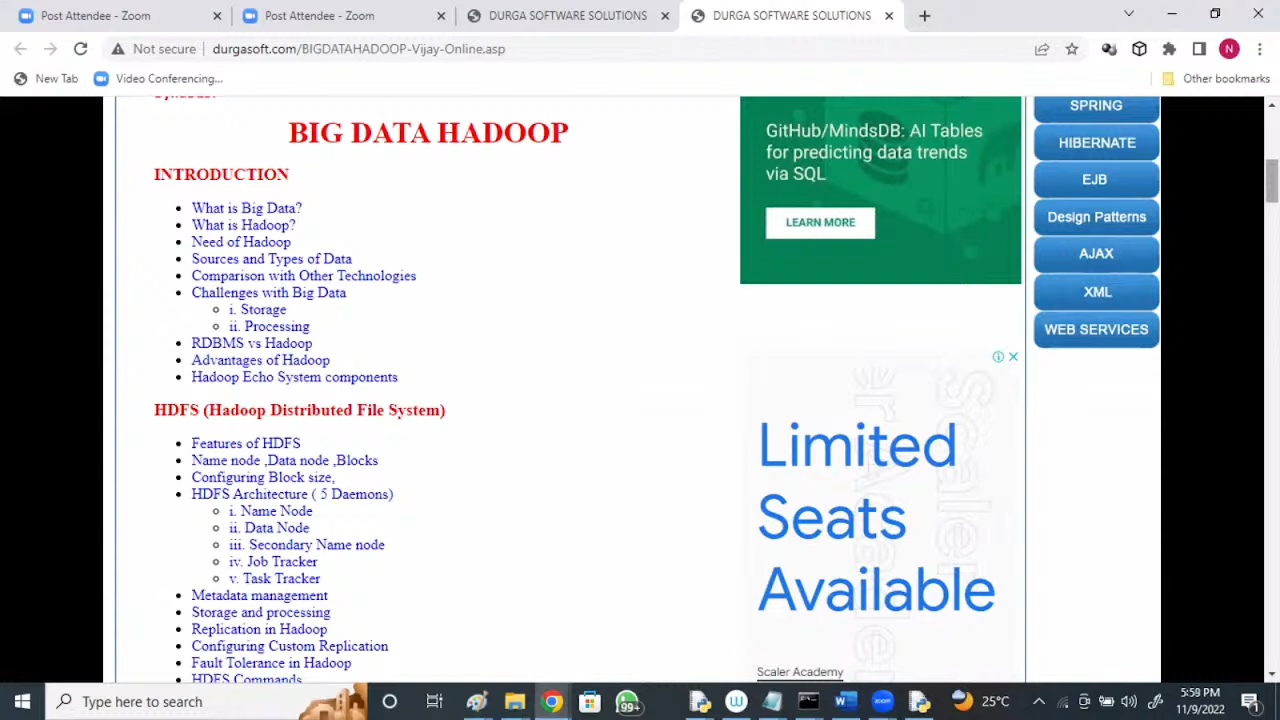 Post Attendee - Zoom
Post Attendee - Zoom
DURGA SOFTWARE SOLUTIONS
DURGA SOFTWARE SOLUTIONS
Not secure
durgasoft.com/BIGDATAHADOOP-Vijay-Online.asp
N
New Tab
Video Conferencing...
Other bookmarks
BIG DATA HADOOP
INTRODUCTION
What is Big Data?
What is Hadoop?
Need of Hadoop
Sources and Types of Data
Comparison with Other Technologies
Challenges with Big Data
i. Storage
ii. Processing
RDBMS vs Hadoop
Advantages of Hadoop
Hadoop Echo System components
HDFS (Hadoop Distributed File System)
Features of HDFS
Name node ,Data node ,Blocks
Configuring Block size,
HDFS Architecture ( 5 Daemons)
i. Name Node
ii. Data Node
iii. Secondary Name node
iv. Job Tracker
v. Task Tracker
Metadata management
Storage and processing
Replication in Hadoop
Configuring Custom Replication
Fault Tolerance in Hadoop
HDFS Commands
GitHub/MindsDB: AI Tables
for predicting data trends
via SQL
LEARN MORE
Limited
Seats
Available
Scaler Academy
SPRING
HIBERNATE
EJB
Design Patterns
AJAX
XML
WEB SERVICES
Type here to search
99+
zoom
25°C
5:59 PM
11/9/2022
1